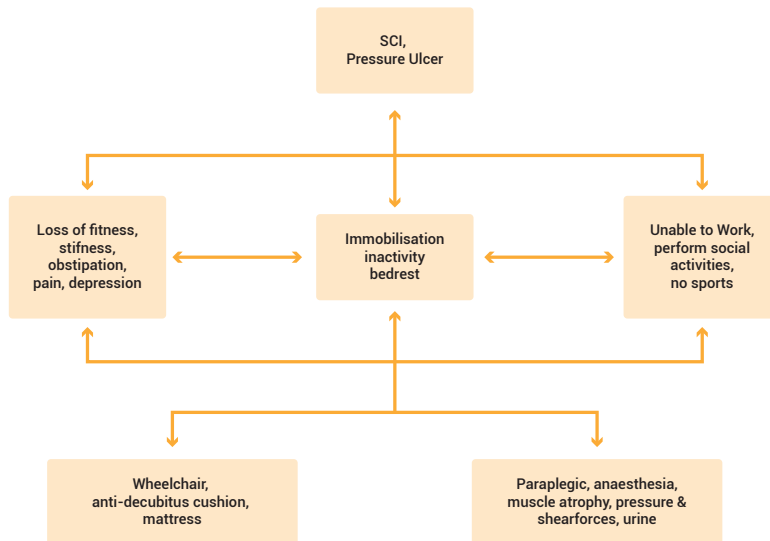 SCI,
Pressure Ulcer
Loss of fitness,
stifness,
obstipation,
pain, depression
Immobilisation
inactivity
bedrest
Unable to Work,
perform social
activities,
no sports
Wheelchair,
anti-decubitus cushion,
mattress
Paraplegic, anaesthesia,
muscle atrophy, pressure &
shearforces, urine